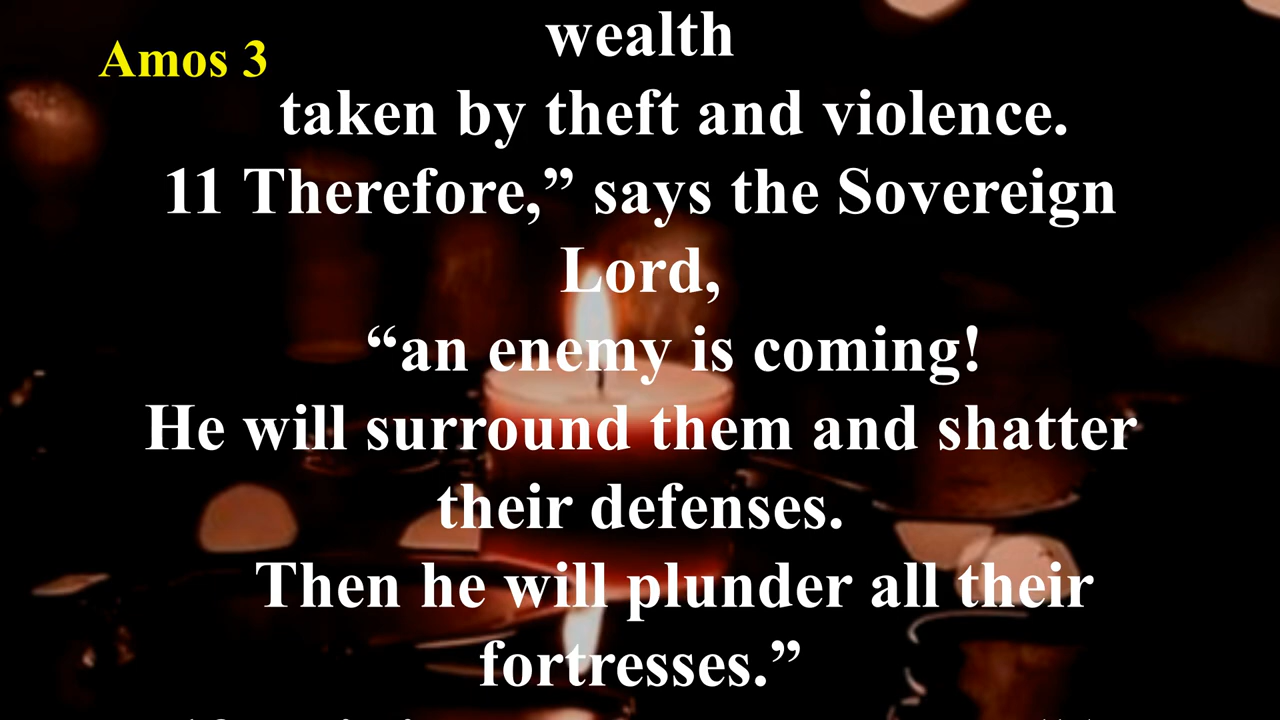 wealth
Amos 3
taken by theft and violence.
11 Therefore,” says the Sovereign
Lord,
“an enemy is coming!
He will surround them and shatter
their defenses.
Then he will plunder all their
fortresses.”